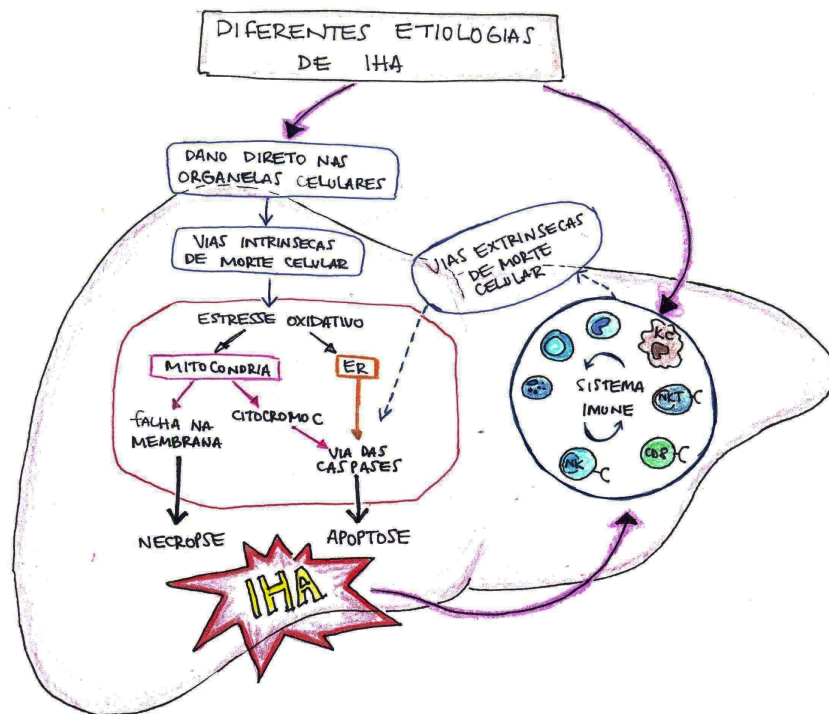 DIFERENTES ETIOLOGIAS
DE IHA
DANO DIRETO NAS
ORGANELAS CELULARES
VIAS INTRINSECAS
DE MORTE CELULAR
VIAS EXTRINSECAS
DE MORTE
CELULAR
ESTRESSE OXIDATIVO
MITOCONDRIA
ER
FALHA NA
MEMBRANA
CITOCROMO C
VIA DAS
CASPASES
NECROPSE
APOPTOSE
IHA
KC
SISTEMA
IMUNE
NKT
CD8
NK